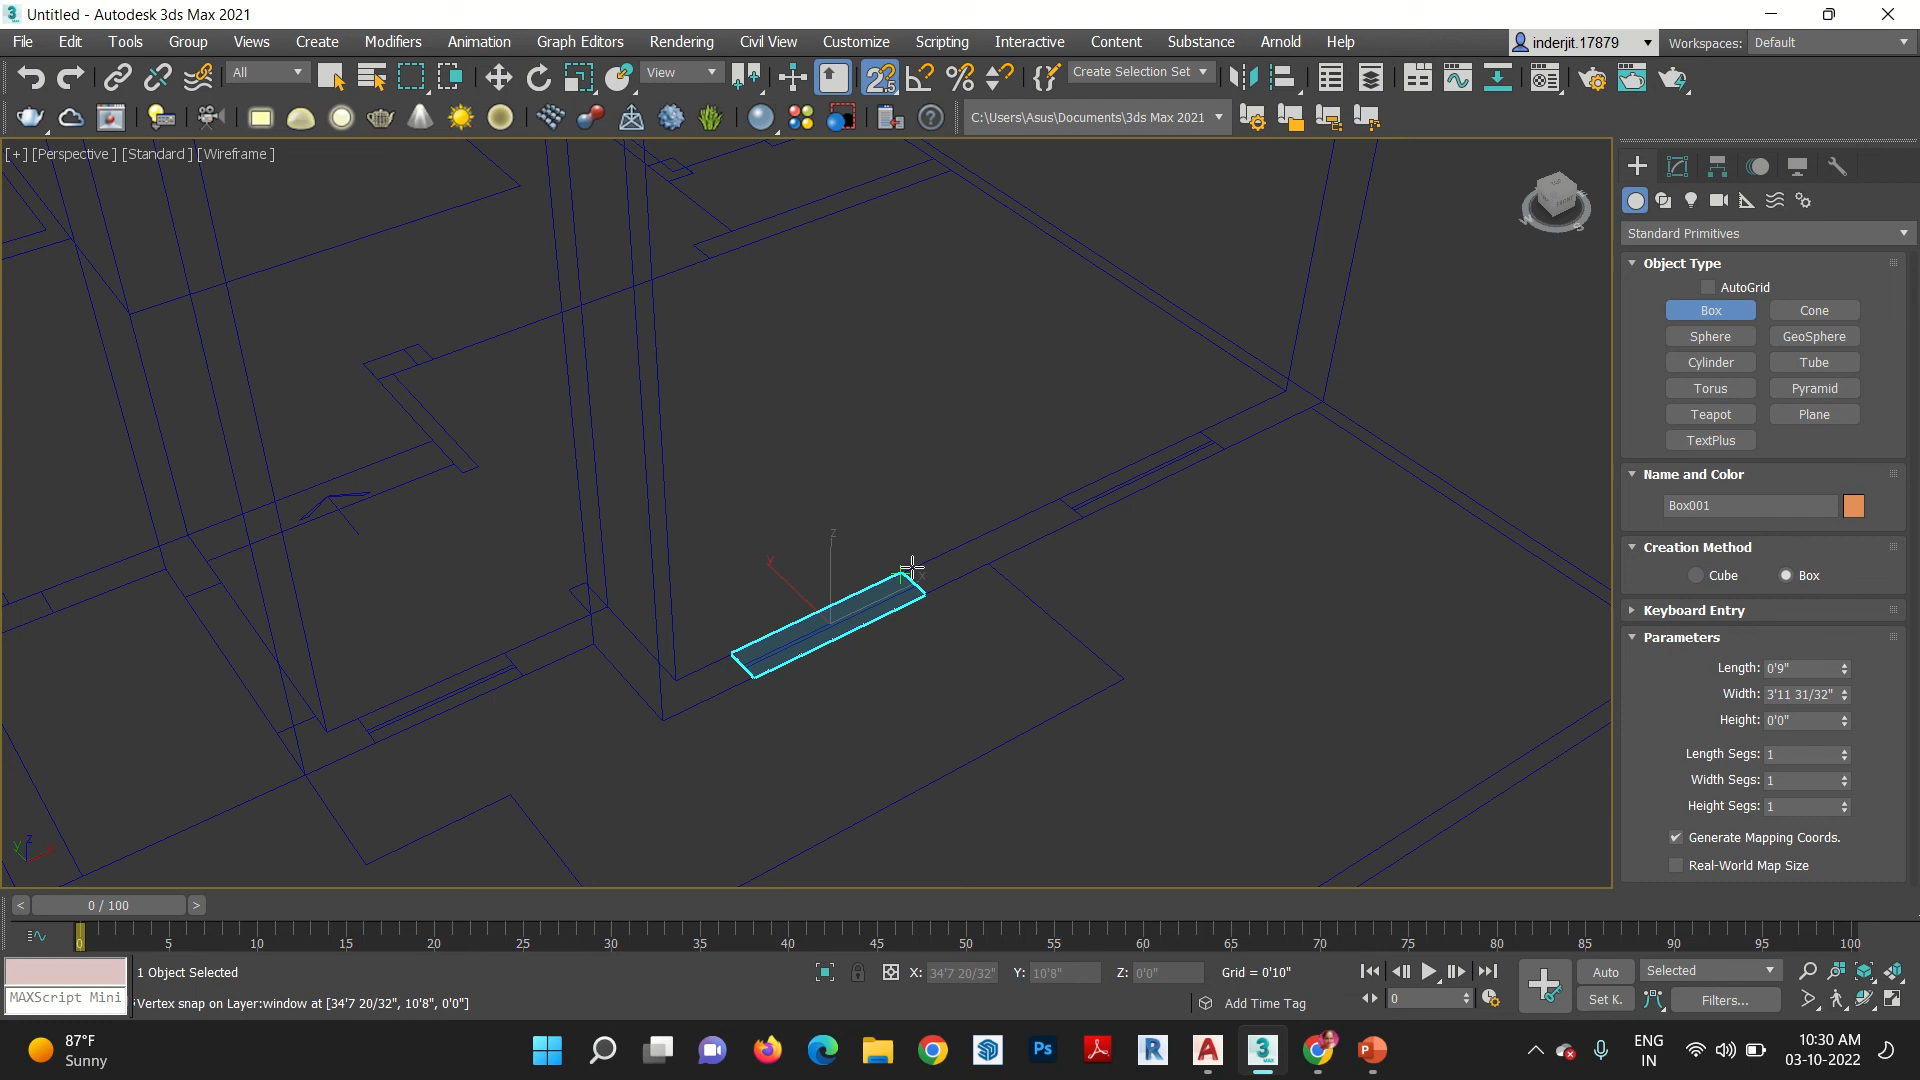 Untitled - Autodesk 3ds Max 2021
File Edit Tools Group Views Create Modifiers Animation Graph Editors Rendering Civil View Customize Scripting Interactive Content Substance Arnold Help
inderjit.17879 Workspaces: Default
All View Create Selection Set
C:\Users\Asus\Documents\3ds Max 2021
[+] [Perspective ] [Standard ] [Wireframe ]
Standard Primitives
Object Type
AutoGrid
Box Cone
Sphere GeoSphere
Cylinder Tube
Torus Pyramid
Teapot Plane
TextPlus
Name and Color
Box001
Creation Method
Cube Box
Keyboard Entry
Parameters
Length: 0'9"
Width: 3'11 31/32"
Height: 0'0"
Length Segs: 1
Width Segs: 1
Height Segs: 1
Generate Mapping Coords.
Real-World Map Size
z
y
z
y
< 0 / 100 >
0 5 10 15 20 25 30 35 40 45 50 55 60 65 70 75 80 85 90 95 100
1 Object Selected X: 34'7 20/32" Y: 10'8" Z: 0'0" Grid = 0'10" Auto Selected
MAXScript Mini Vertex snap on Layer:window at [34'7 20/32", 10'8", 0'0"] Add Time Tag 0 Set K. Filters...
87°F
Sunny
Ps R A 3 P
ENG
IN
10:30 AM
03-10-2022